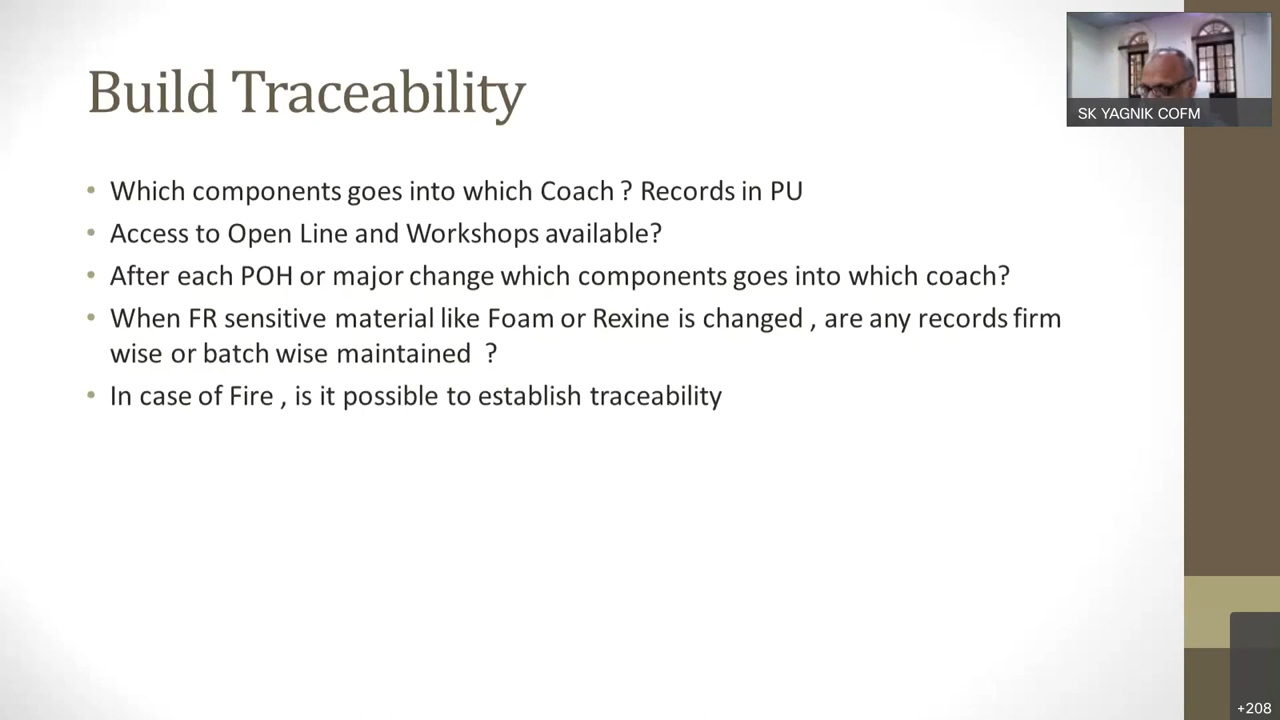 Build Traceability
SK YAGNIK COFM
• Which components goes into which Coach ? Records in PU
• Access to Open Line and Workshops available?
• After each POH or major change which components goes into which coach?
• When FR sensitive material like Foam or Rexine is changed , are any records firm
wise or batch wise maintained ?
• In case of Fire , is it possible to establish traceability
+208